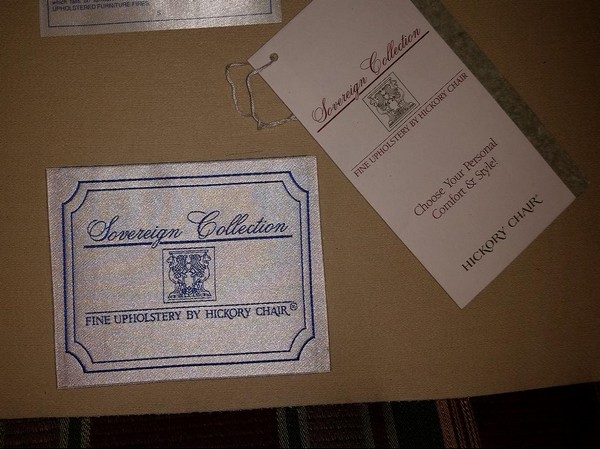 UPHOLSTERED FURNITURE FIRES.
Sovereign Collection
FINE UPHOLSTERY BY HICKORY CHAIR
Choose Your Personal
Comfort & Style!
HICKORY CHAIR®
Sovereign Collection
FINE UPHOLSTERY BY HICKORY CHAIR®